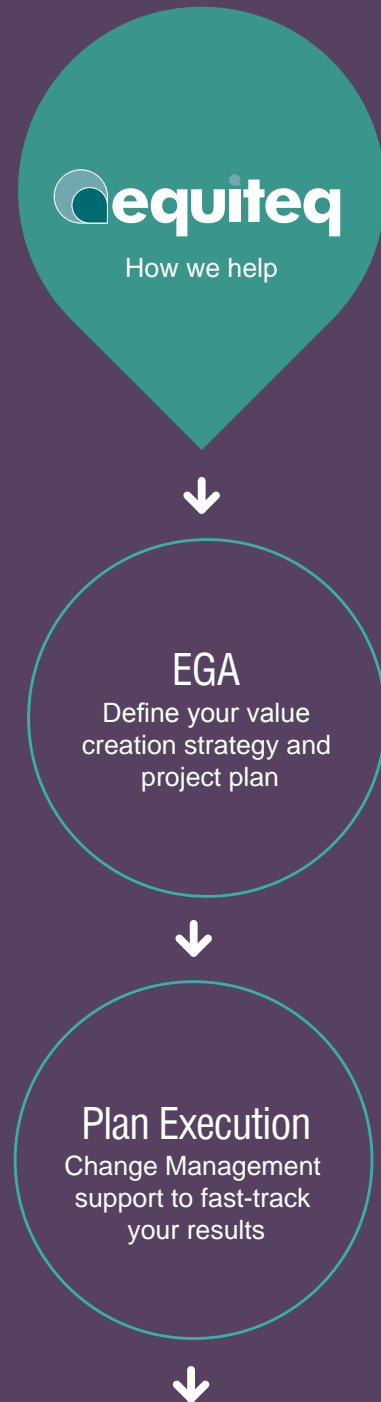 equiteq
How we help
EGA
Define your value
creation strategy and
project plan
Plan Execution
Change Management
support to fast-track
your results